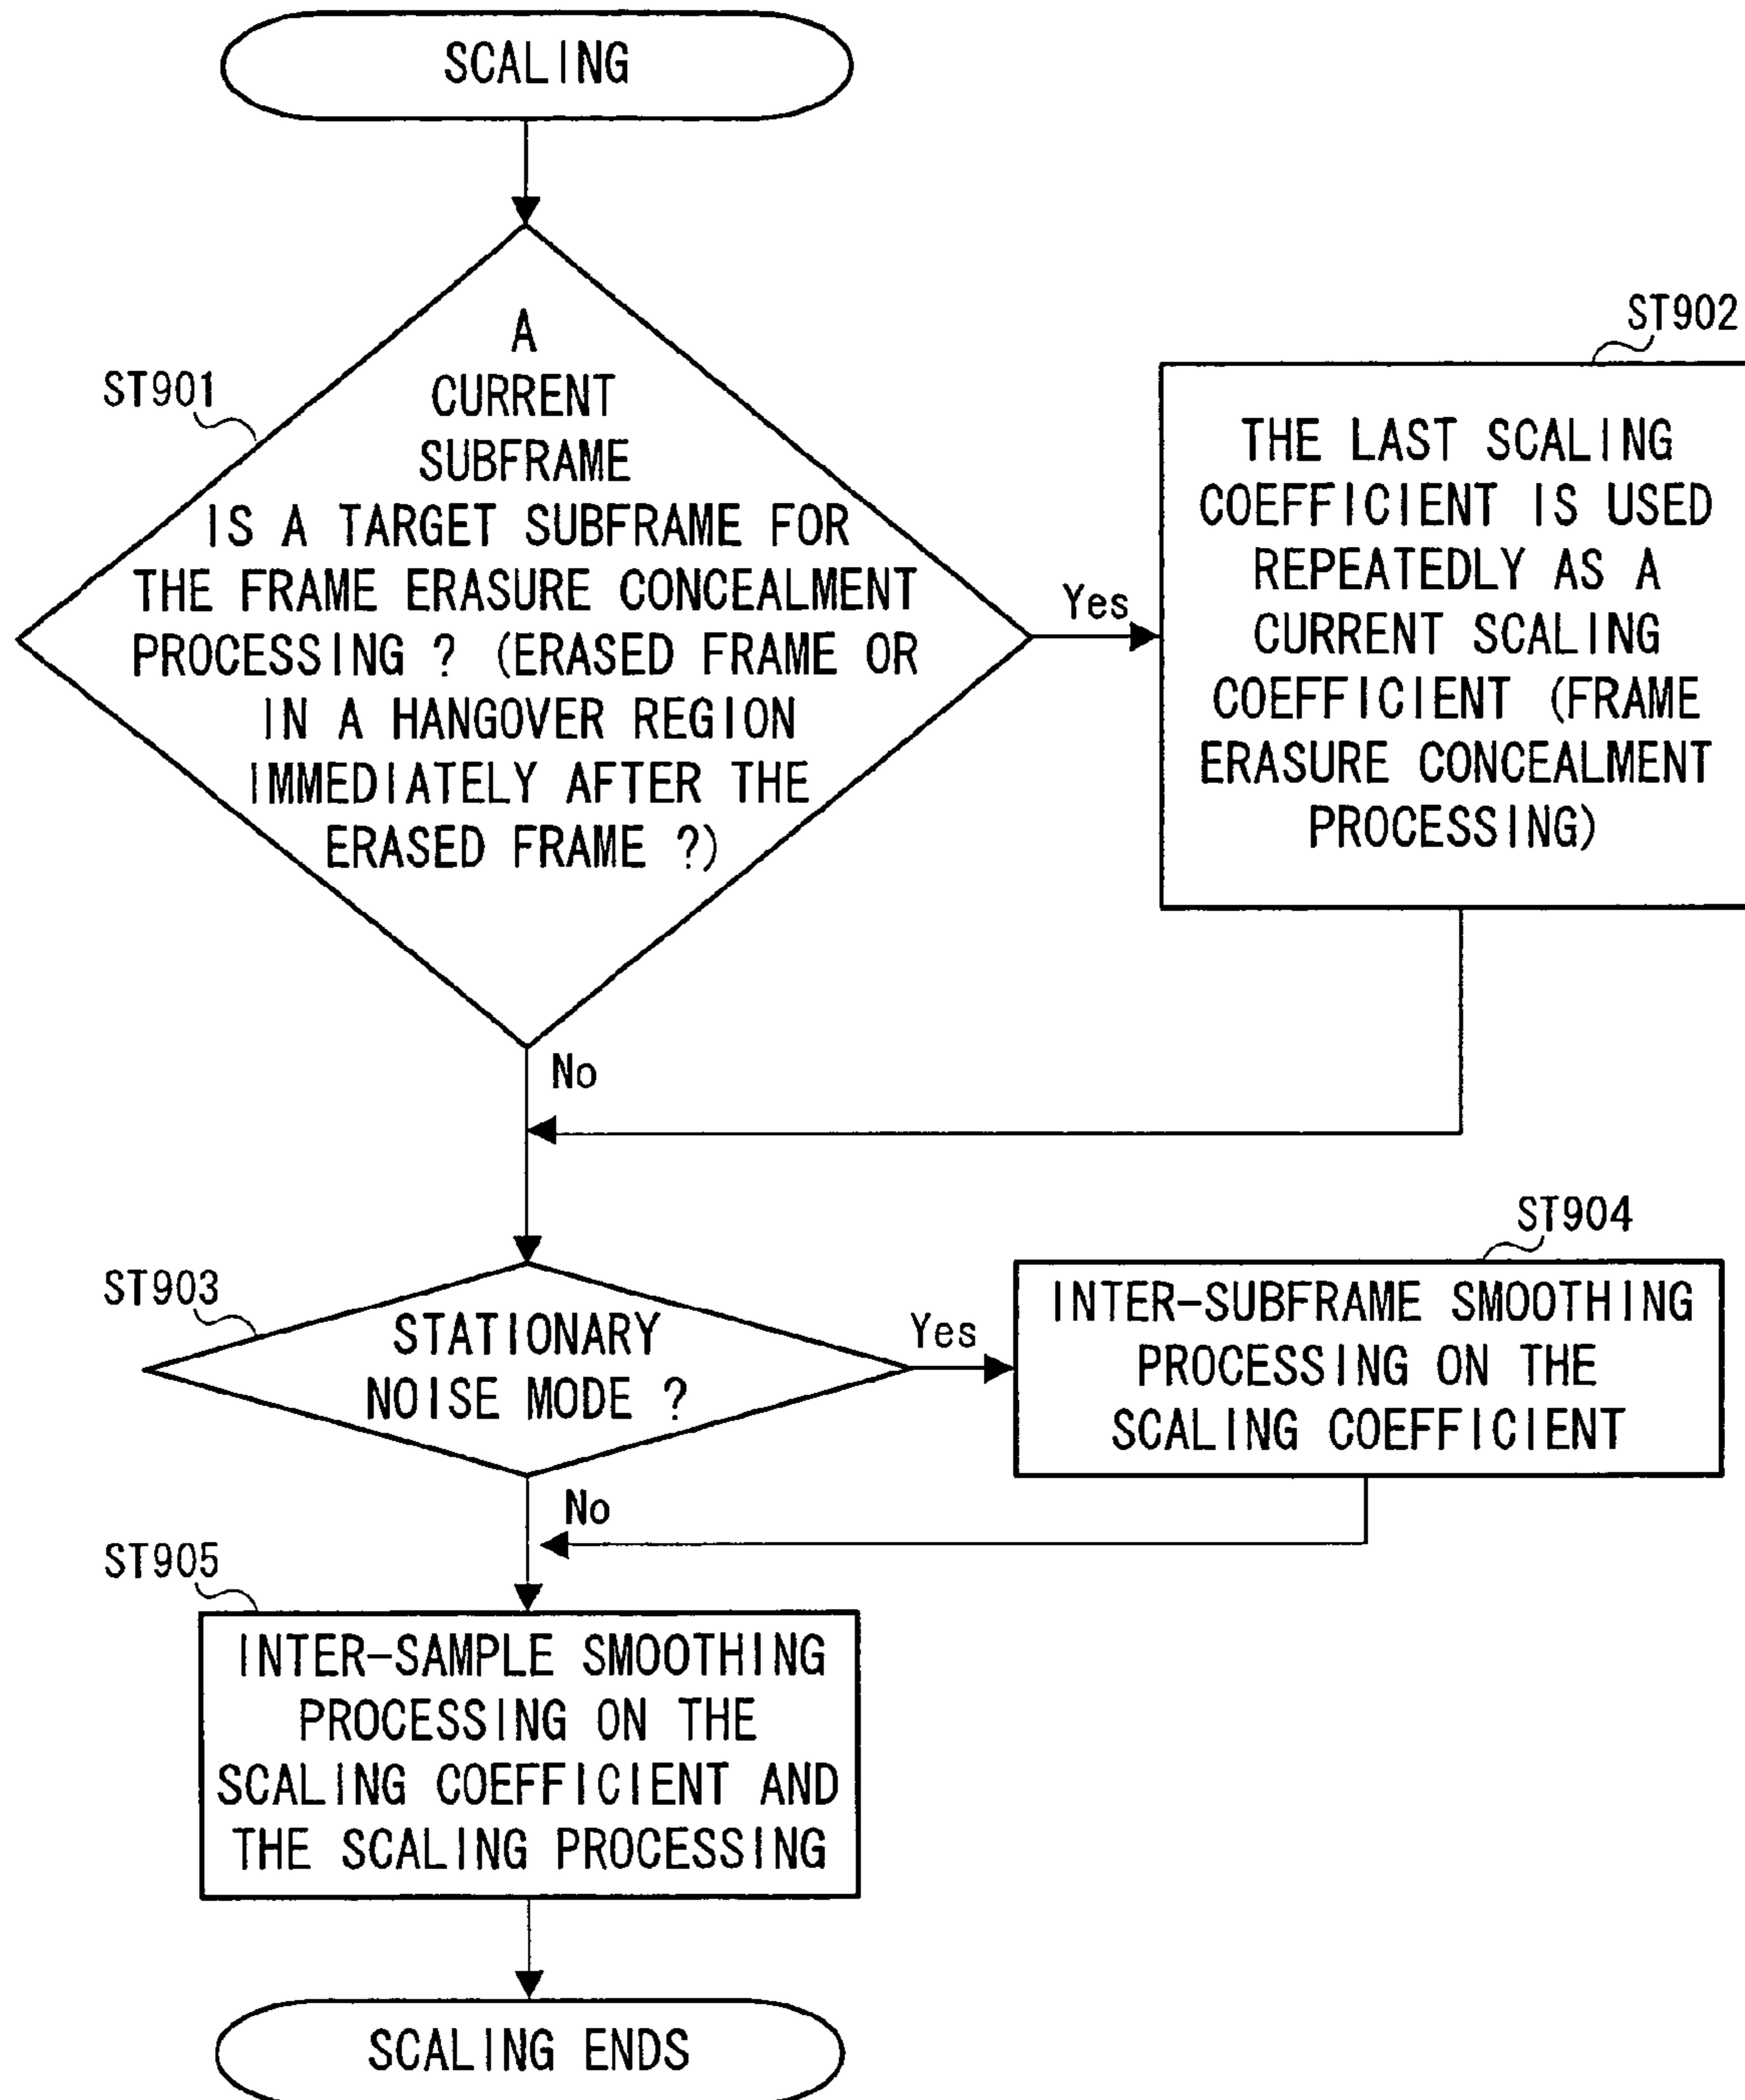 SCALING
ST901
A
CURRENT
SUBFRAME
IS A TARGET SUBFRAME FOR
THE FRAME ERASURE CONCEALMENT
PROCESSING ? (ERASED FRAME OR
IN A HANGOVER REGION
IMMEDIATELY AFTER THE
ERASED FRAME ?)
Yes
ST902
THE LAST SCALING
COEFFICIENT IS USED
REPEATEDLY AS A
CURRENT SCALING
COEFFICIENT (FRAME
ERASURE CONCEALMENT
PROCESSING)
No
ST903
STATIONARY
NOISE MODE ?
Yes
ST904
INTER-SUBFRAME SMOOTHING
PROCESSING ON THE
SCALING COEFFICIENT
No
ST905
INTER-SAMPLE SMOOTHING
PROCESSING ON THE
SCALING COEFFICIENT AND
THE SCALING PROCESSING
SCALING ENDS